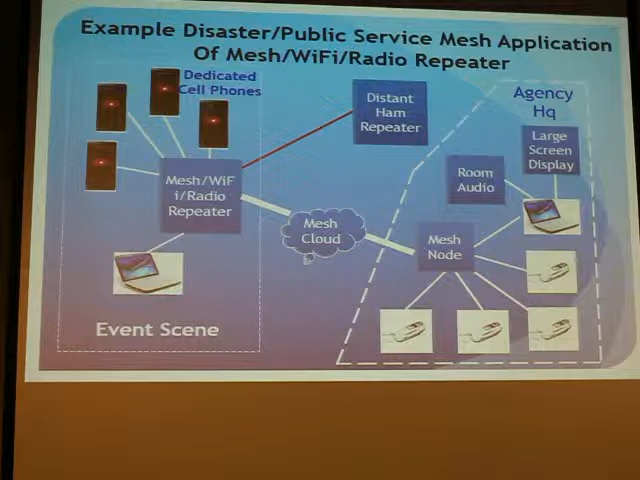 Example Disaster/Public Service Mesh Application
Of Mesh/WiFi/Radio Repeater
Dedicated
Cell Phones
Distant
Ham
Repeater
Agency
Hq
Large
Screen
Display
Room
Audio
Mesh/WiF
i/Radio
Repeater
Mesh
Cloud
Mesh
Node
Event Scene